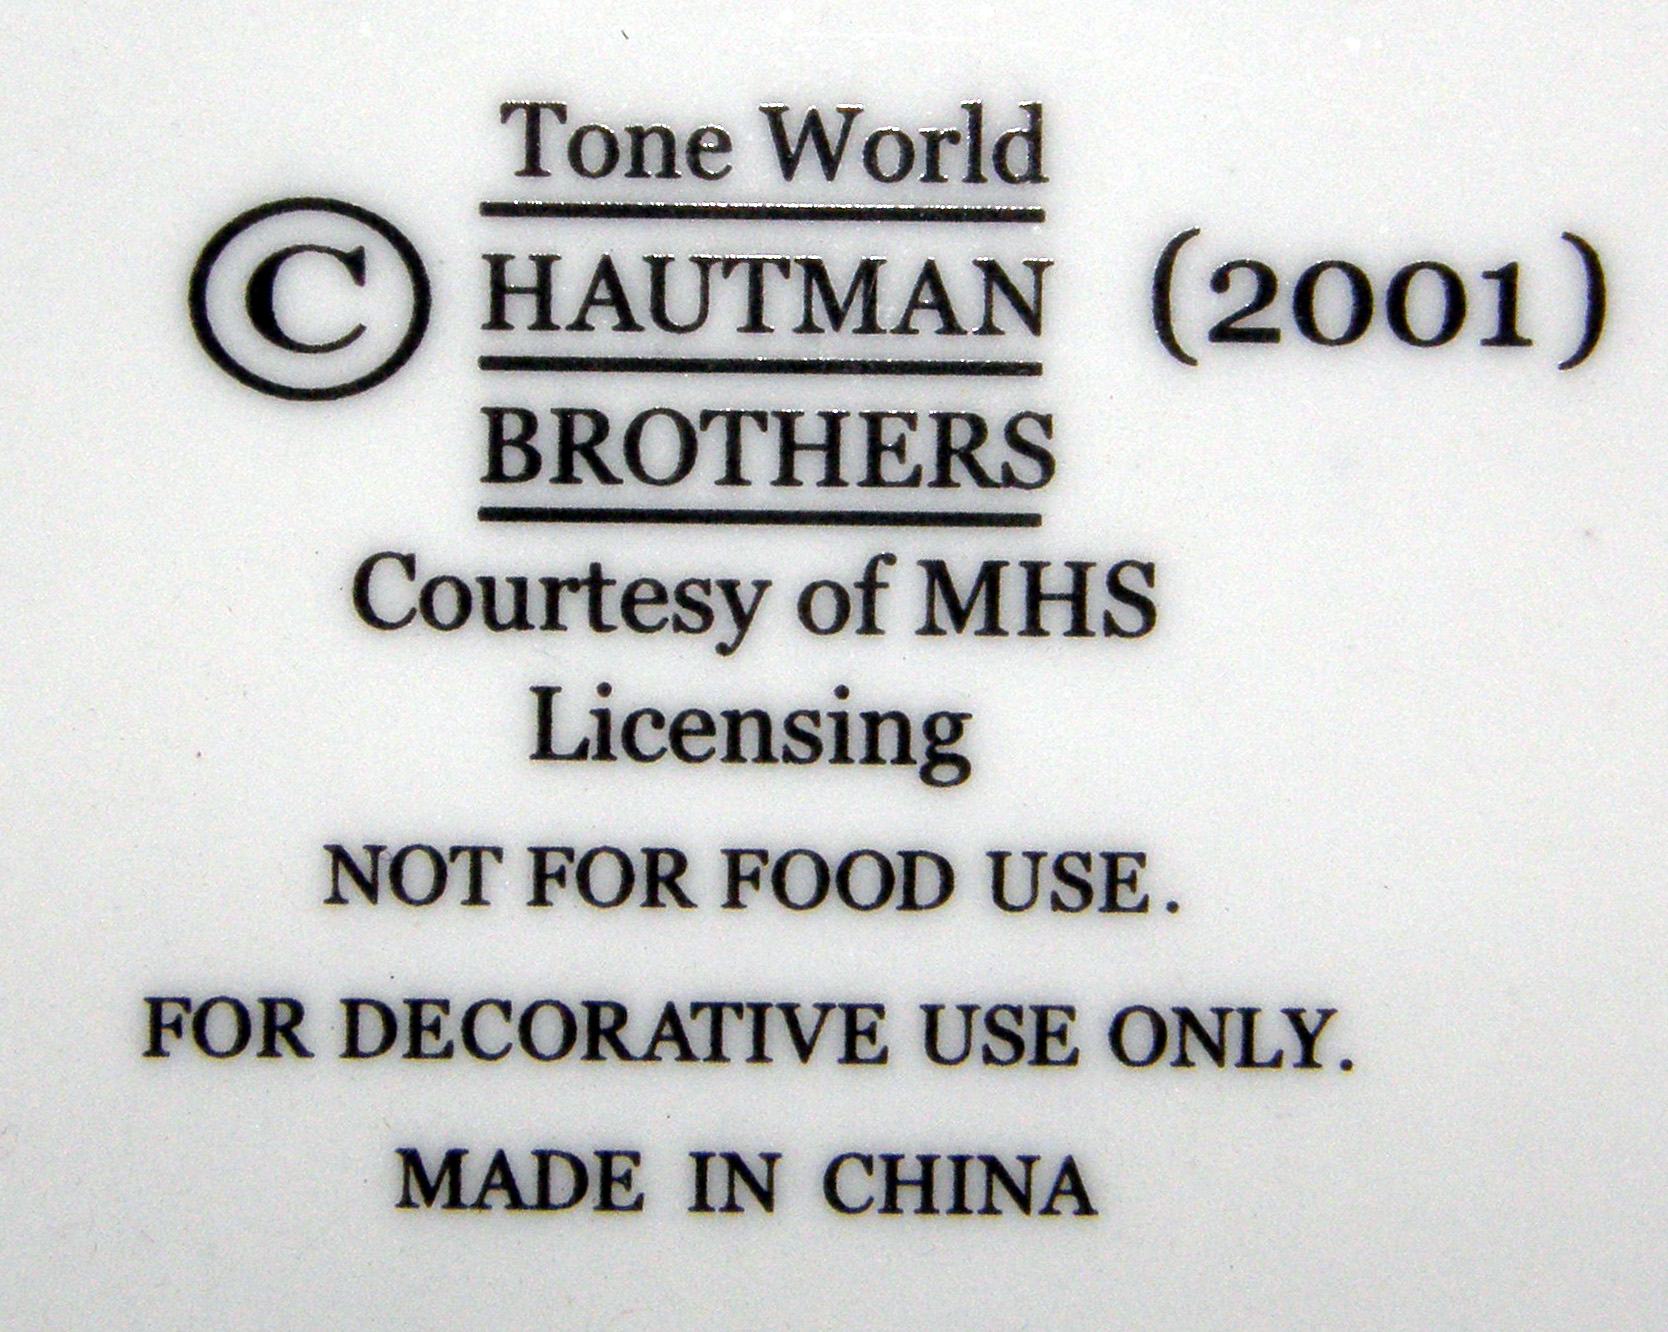 Tone World
© HAUTMAN (2001)
BROTHERS
Courtesy of MHS
Licensing
NOT FOR FOOD USE.
FOR DECORATIVE USE ONLY.
MADE IN CHINA